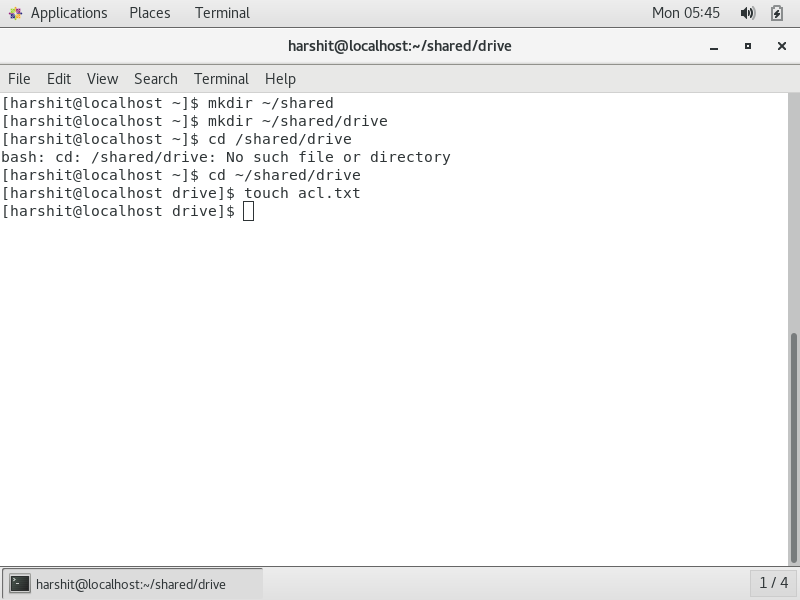 Applications Places Terminal Mon 05:45
harshit@localhost:~/shared/drive
File Edit View Search Terminal Help
[harshit@localhost ~]$ mkdir ~/shared
[harshit@localhost ~]$ mkdir ~/shared/drive
[harshit@localhost ~]$ cd /shared/drive
bash: cd: /shared/drive: No such file or directory
[harshit@localhost ~]$ cd ~/shared/drive
[harshit@localhost drive]$ touch acl.txt
[harshit@localhost drive]$
harshit@localhost:~/shared/drive 1 / 4